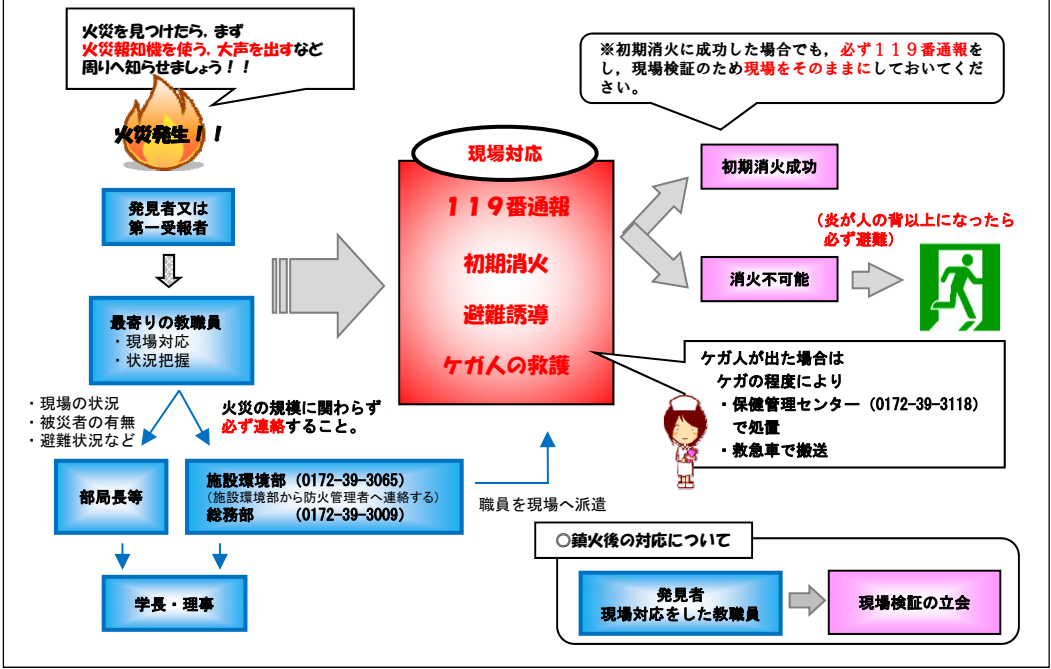 火災を見つけたら、まず
火災報知機を使う、大声を出すなど
周りへ知らせましょう！！
火災発生！！
発見者又は
第一受報者
最寄りの教職員
・現場対応
・状況把握
・現場の状況
・被災者の有無
・避難状況など
火災の規模に関わらず
必ず連絡すること。
部局長等
施設環境部（0172-39-3065）
（施設環境部から防火管理者へ連絡する）
総務部　　（0172-39-3009）
学長・理事
職員を現場へ派遣
現場対応
１１９番通報
初期消火
避難誘導
ケガ人の救護
※初期消火に成功した場合でも，必ず１１９番通報を
し，現場検証のため現場をそのままにしておいてくだ
さい。
初期消火成功
消火不可能
（炎が人の背以上になったら
必ず避難）
ケガ人が出た場合は
ケガの程度により
・保健管理センター（0172-39-3118）
で処置
・救急車で搬送
○鎮火後の対応について
発見者
現場対応をした教職員
現場検証の立会